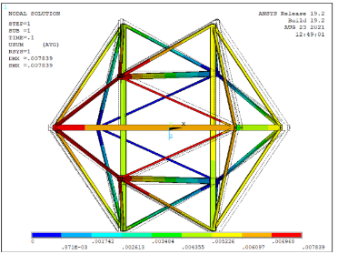 NODAL SOLUTION
STEP=1
SUB =1
TIME=.1
USUM (AVG)
RSYS=1
DMX =.007839
SMX =.007839
ANSYS Release 19.2
Build 19.2
AUG 23 2021
12:49:01
X
0 .001742 .003484 .005226 .006968
.871E-03 .002613 .006097 .007839